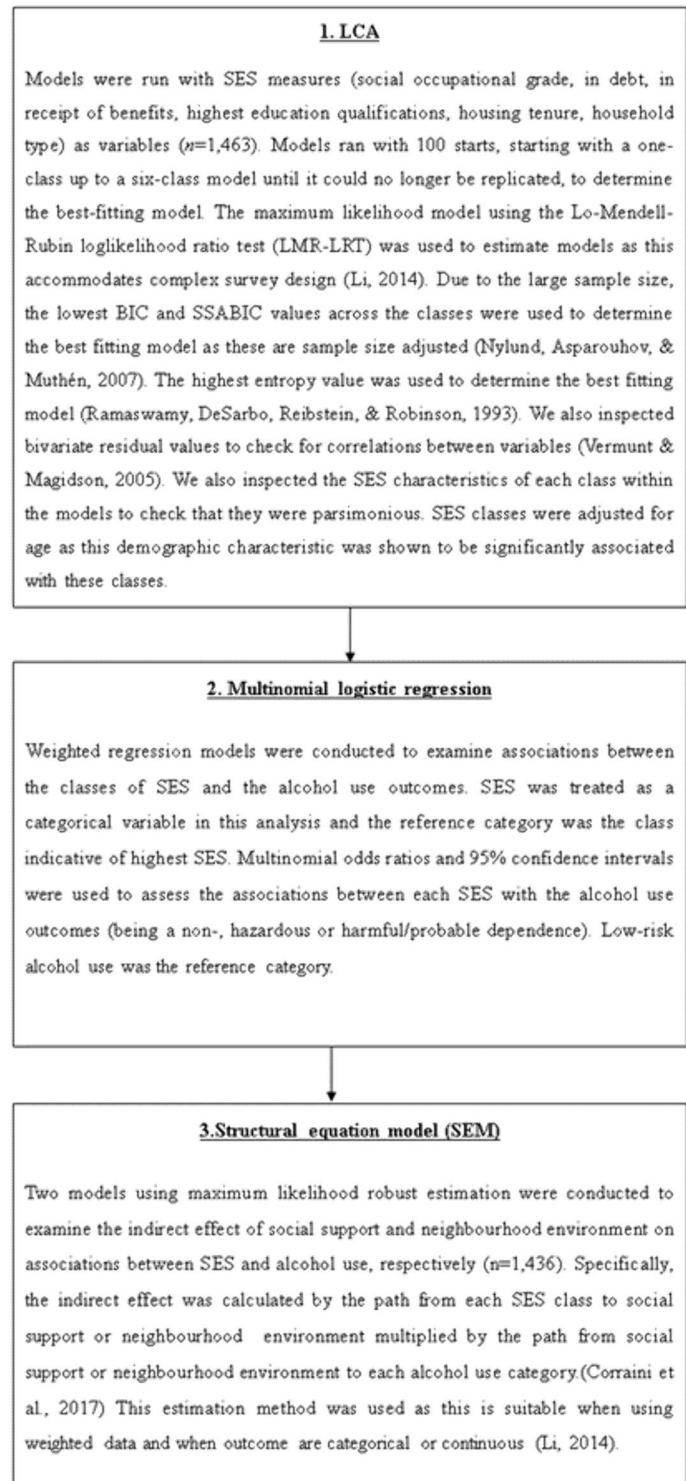 1. LCA
Models were run with SES measures (social occupational grade, in debt, in
receipt of benefits, highest education qualifications, housing tenure, household
type) as variables (n=1,463). Models ran with 100 starts, starting with a one-
class up to a six-class model until it could no longer be replicated, to determine
the best-fitting model. The maximum likelihood model using the Lo-Mendell-
Rubin loglikelihood ratio test (LMR-LRT) was used to estimate models as this
accommodates complex survey design (Li, 2014). Due to the large sample size,
the lowest BIC and SSABIC values across the classes were used to determine
the best fitting model as these are sample size adjusted (Nylund, Asparouhov, &
Muthén, 2007). The highest entropy value was used to determine the best fitting
model (Ramaswamy, DeSarbo, Reibstein, & Robinson, 1993). We also inspected
bivariate residual values to check for correlations between variables (Vermunt &
Magidson, 2005). We also inspected the SES characteristics of each class within
the models to check that they were parsimonious. SES classes were adjusted for
age as this demographic characteristic was shown to be significantly associated
with these classes.
2. Multinomial logistic regression
Weighted regression models were conducted to examine associations between
the classes of SES and the alcohol use outcomes. SES was treated as a
categorical variable in this analysis and the reference category was the class
indicative of highest SES. Multinomial odds ratios and 95% confidence intervals
were used to assess the associations between each SES with the alcohol use
outcomes (being a non-, hazardous or harmful/probable dependence). Low-risk
alcohol use was the reference category.
3.Structural equation model (SEM)
Two models using maximum likelihood robust estimation were conducted to
examine the indirect effect of social support and neighbourhood environment on
associations between SES and alcohol use, respectively (n=1,436). Specifically,
the indirect effect was calculated by the path from each SES class to social
support or neighbourhood environment multiplied by the path from social
support or neighbourhood environment to each alcohol use category.(Corraini et
al., 2017) This estimation method was used as this is suitable when using
weighted data and when outcome are categorical or continuous (Li, 2014).